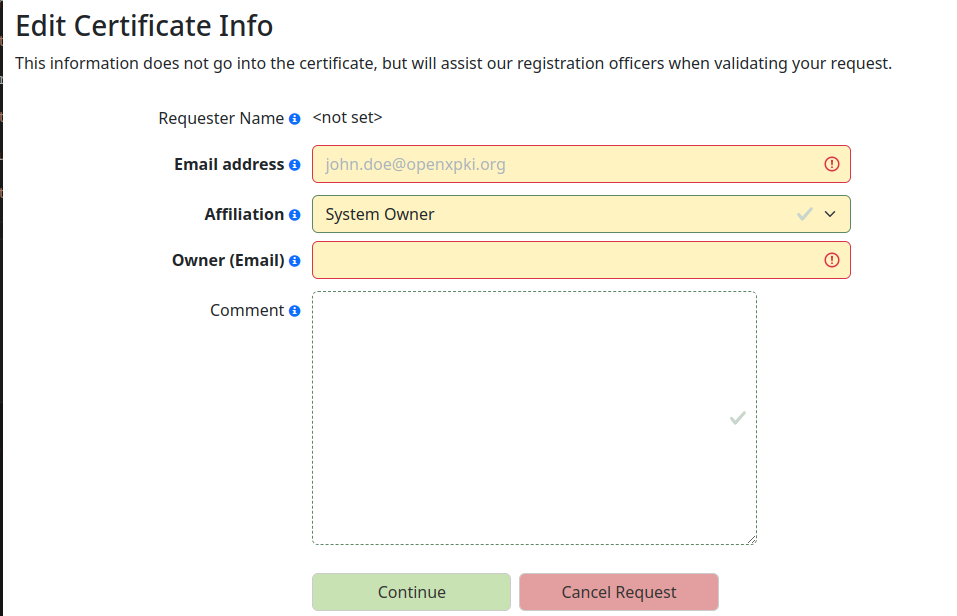 Edit Certificate Info
This information does not go into the certificate, but will assist our registration officers when validating your request.
Requester Name <not set>
Email address john.doe@openxpki.org
Affiliation System Owner
Owner (Email)
Comment
Continue Cancel Request